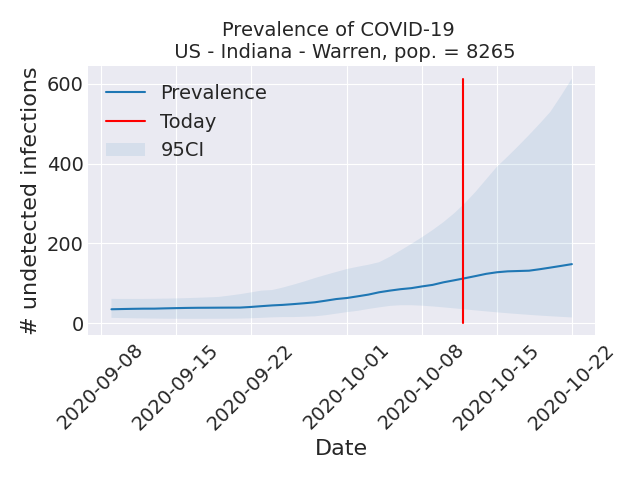 Prevalence of COVID-19
US - Indiana - Warren, pop. = 8265
# undetected infections
600
400
200
0
Prevalence
Today
95CI
2020-09-08
2020-09-15
2020-09-22
2020-10-01
2020-10-08
2020-10-15
2020-10-22
Date